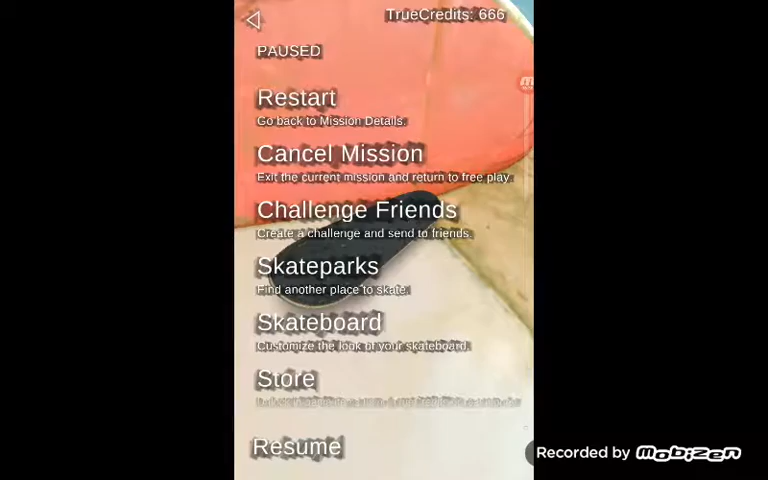 TrueCredits: 666
PAUSED
Restart
Go back to Mission Details.
Cancel Mission
Exit the current mission and return to free play.
Challenge Friends
Create a challenge and send to friends.
Skateparks
Find another place to skate.
Skateboard
Customize the look of your skateboard.
Store
Resume
Recorded by Mobizen